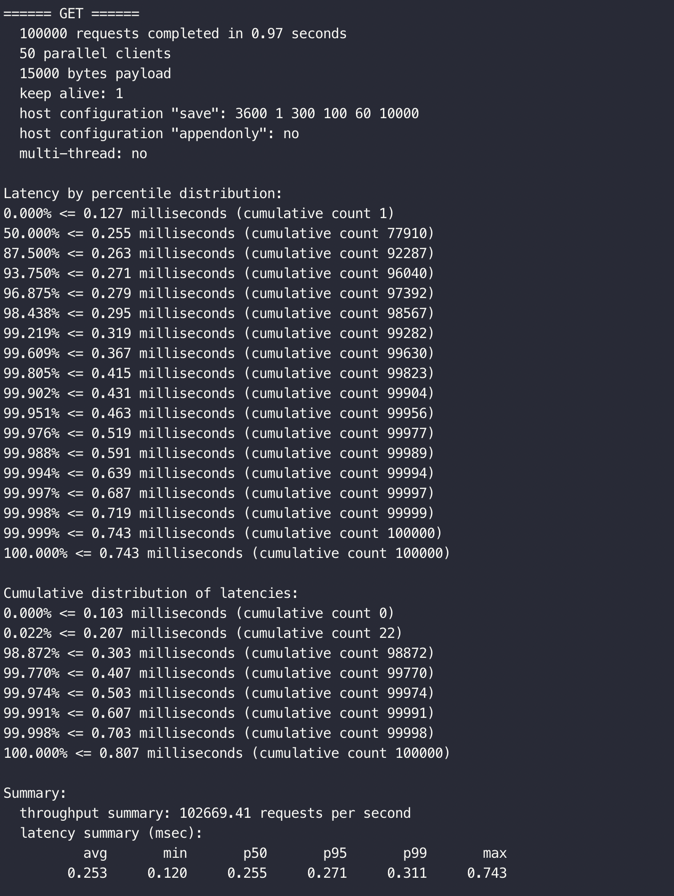 ====== GET ======
100000 requests completed in 0.97 seconds
50 parallel clients
15000 bytes payload
keep alive: 1
host configuration "save": 3600 1 300 100 60 10000
host configuration "appendonly": no
multi-thread: no
Latency by percentile distribution:
0.000% <= 0.127 milliseconds (cumulative count 1)
50.000% <= 0.255 milliseconds (cumulative count 77910)
87.500% <= 0.263 milliseconds (cumulative count 92287)
93.750% <= 0.271 milliseconds (cumulative count 96040)
96.875% <= 0.279 milliseconds (cumulative count 97392)
98.438% <= 0.295 milliseconds (cumulative count 98567)
99.219% <= 0.319 milliseconds (cumulative count 99282)
99.609% <= 0.367 milliseconds (cumulative count 99630)
99.805% <= 0.415 milliseconds (cumulative count 99823)
99.902% <= 0.431 milliseconds (cumulative count 99904)
99.951% <= 0.463 milliseconds (cumulative count 99956)
99.976% <= 0.519 milliseconds (cumulative count 99977)
99.988% <= 0.591 milliseconds (cumulative count 99989)
99.994% <= 0.639 milliseconds (cumulative count 99994)
99.997% <= 0.687 milliseconds (cumulative count 99997)
99.998% <= 0.719 milliseconds (cumulative count 99999)
99.999% <= 0.743 milliseconds (cumulative count 100000)
100.000% <= 0.743 milliseconds (cumulative count 100000)
Cumulative distribution of latencies:
0.000% <= 0.103 milliseconds (cumulative count 0)
0.022% <= 0.207 milliseconds (cumulative count 22)
98.872% <= 0.303 milliseconds (cumulative count 98872)
99.770% <= 0.407 milliseconds (cumulative count 99770)
99.974% <= 0.503 milliseconds (cumulative count 99974)
99.991% <= 0.607 milliseconds (cumulative count 99991)
99.998% <= 0.703 milliseconds (cumulative count 99998)
100.000% <= 0.807 milliseconds (cumulative count 100000)
Summary:
throughput summary: 102669.41 requests per second
latency summary (msec):
avg min p50 p95 p99 max
0.253 0.120 0.255 0.271 0.311 0.743